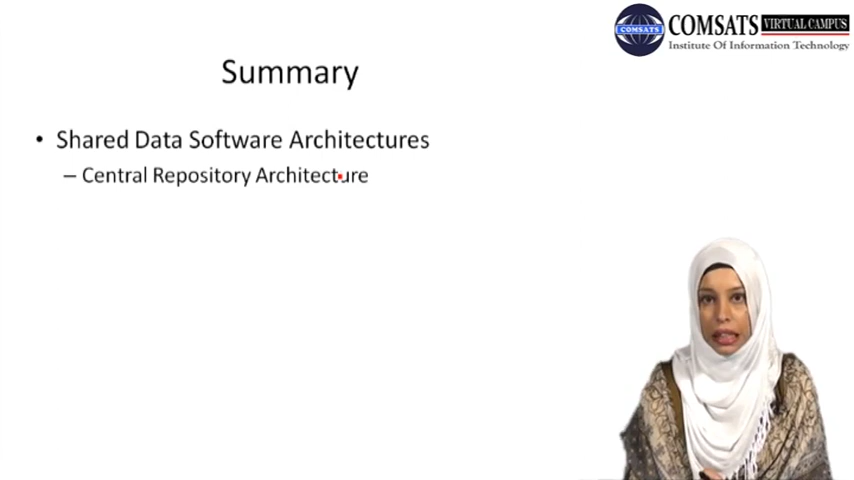 COMSATS VIRTUAL CAMPUS
COMSATS
Institute Of Information Technology
Summary
• Shared Data Software Architectures
– Central Repository Architecture